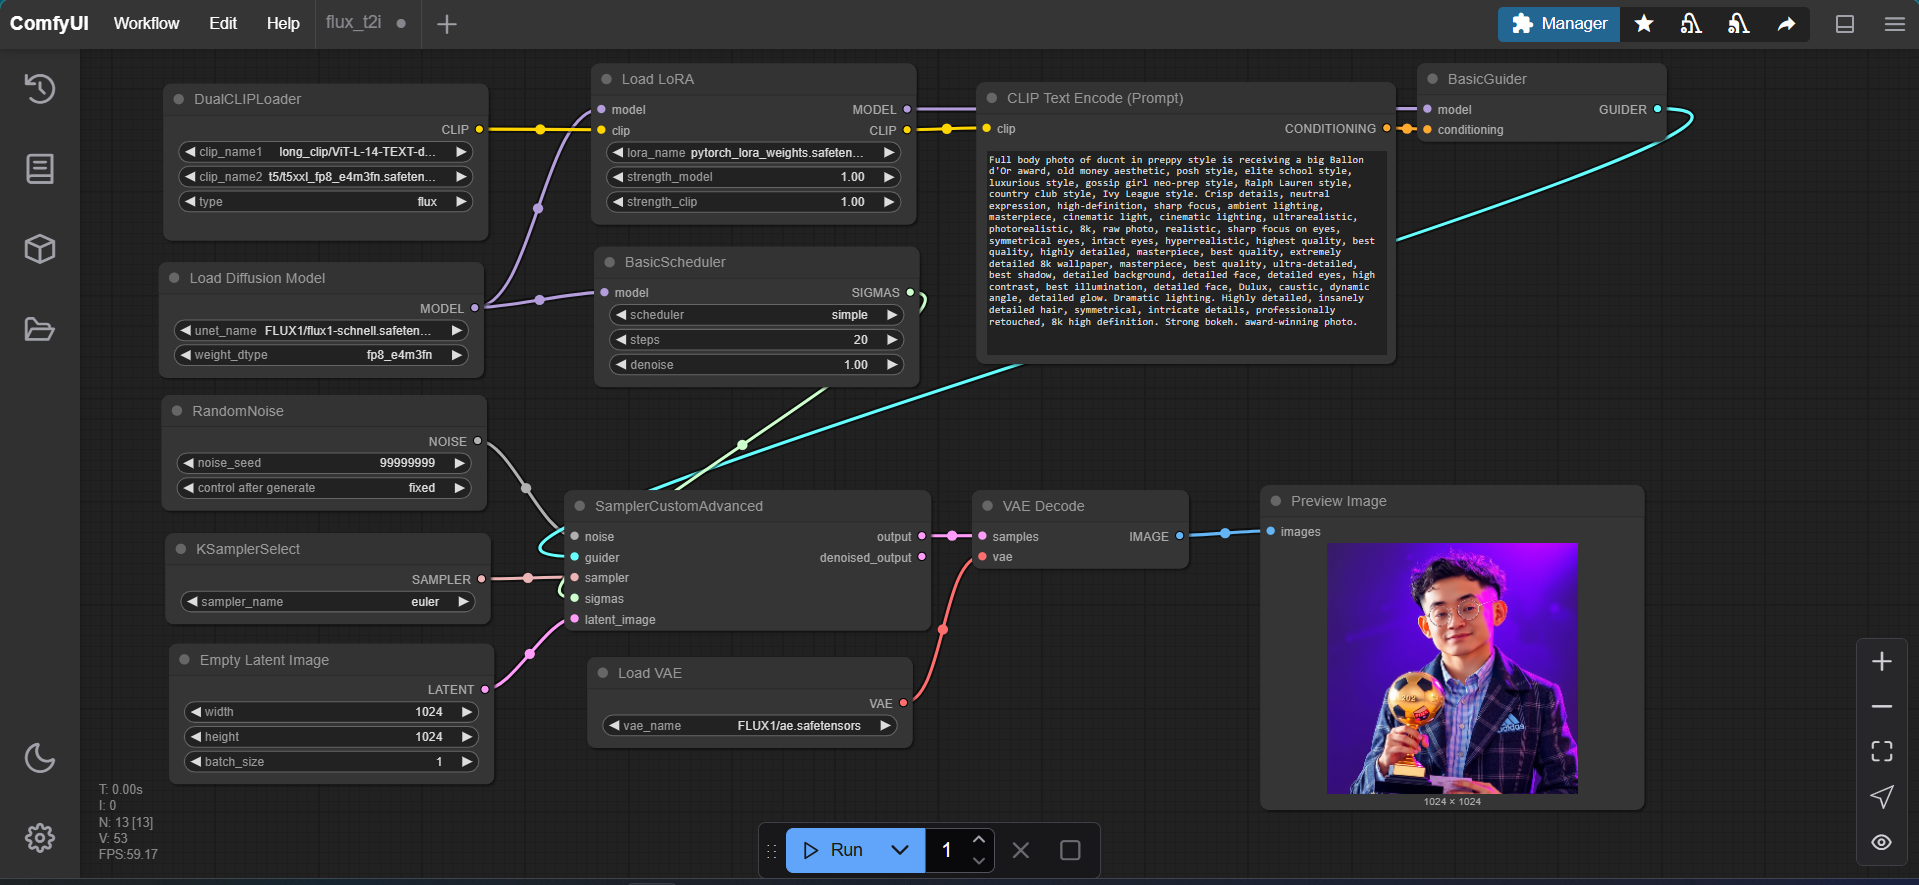 ComfyUI
Workflow
Edit
Help
flux_t2i
Manager
DualCLIPLoader
CLIP
clip_name1 long_clip/ViT-L-14-TEXT-d...
clip_name2 t5/t5xxl_fp8_e4m3fn.safeten...
type flux
Load Diffusion Model
MODEL
unet_name FLUX1/flux1-schnell.safeten...
weight_dtype fp8_e4m3fn
RandomNoise
NOISE
noise_seed 99999999
control after generate fixed
KSamplerSelect
SAMPLER
sampler_name euler
Empty Latent Image
LATENT
width 1024
height 1024
batch_size 1
Load LoRA
model MODEL
clip CLIP
lora_name pytorch_lora_weights.safeten...
strength_model 1.00
strength_clip 1.00
BasicScheduler
model SIGMAS
scheduler simple
steps 20
denoise 1.00
CLIP Text Encode (Prompt)
clip CONDITIONING
Full body photo of ducnt in preppy style is receiving a big Ballon
d'Or award, old money aesthetic, posh style, elite school style,
luxurious style, gossip girl neo-prep style, Ralph Lauren style,
country club style, Ivy League style. Crisp details, neutral
expression, high-definition, sharp focus, ambient lighting,
masterpiece, cinematic light, cinematic lighting, ultrarealistic,
photorealistic, 8k, raw photo, realistic, sharp focus on eyes,
symmetrical eyes, intact eyes, hyperrealistic, highest quality, best
quality, highly detailed, masterpiece, best quality, extremely
detailed 8k wallpaper, masterpiece, best quality, ultra-detailed,
best shadow, detailed background, detailed face, detailed eyes, high
contrast, best illumination, detailed face, Dulux, caustic, dynamic
angle, detailed glow. Dramatic lighting. Highly detailed, insanely
detailed hair, symmetrical, intricate details, professionally
retouched, 8k high definition. Strong bokeh. award-winning photo.
BasicGuider
model GUIDER
conditioning
SamplerCustomAdvanced
noise output
guider denoised_output
sampler
sigmas
latent_image
Load VAE
VAE
vae_name FLUX1/ae.safetensors
VAE Decode
samples IMAGE
vae
Preview Image
images
202
1024 × 1024
T: 0.00s
I: 0
N: 13 [13]
V: 53
FPS:59.17
Run
1